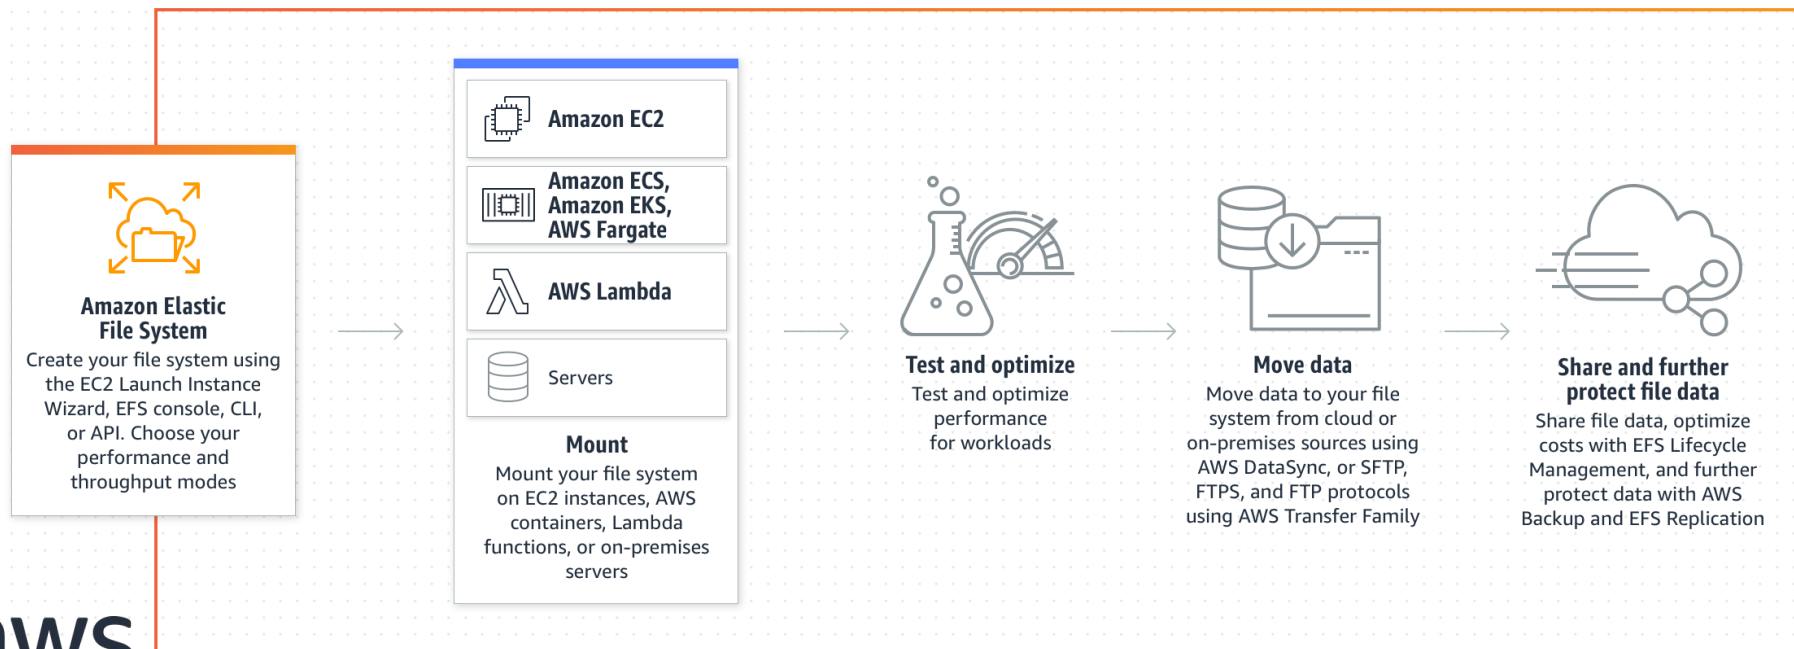 Amazon Elastic
File System
Create your file system using
the EC2 Launch Instance
Wizard, EFS console, CLI,
or API. Choose your
performance and
throughput modes
Amazon EC2
Amazon ECS,
Amazon EKS,
AWS Fargate
AWS Lambda
Servers
Mount
Mount your file system
on EC2 instances, AWS
containers, Lambda
functions, or on-premises
servers
Test and optimize
Test and optimize
performance
for workloads
Move data
Move data to your file
system from cloud or
on-premises sources using
AWS DataSync, or SFTP,
FTPS, and FTP protocols
using AWS Transfer Family
Share and further
protect file data
Share file data, optimize
costs with EFS Lifecycle
Management, and further
protect data with AWS
Backup and EFS Replication
aws